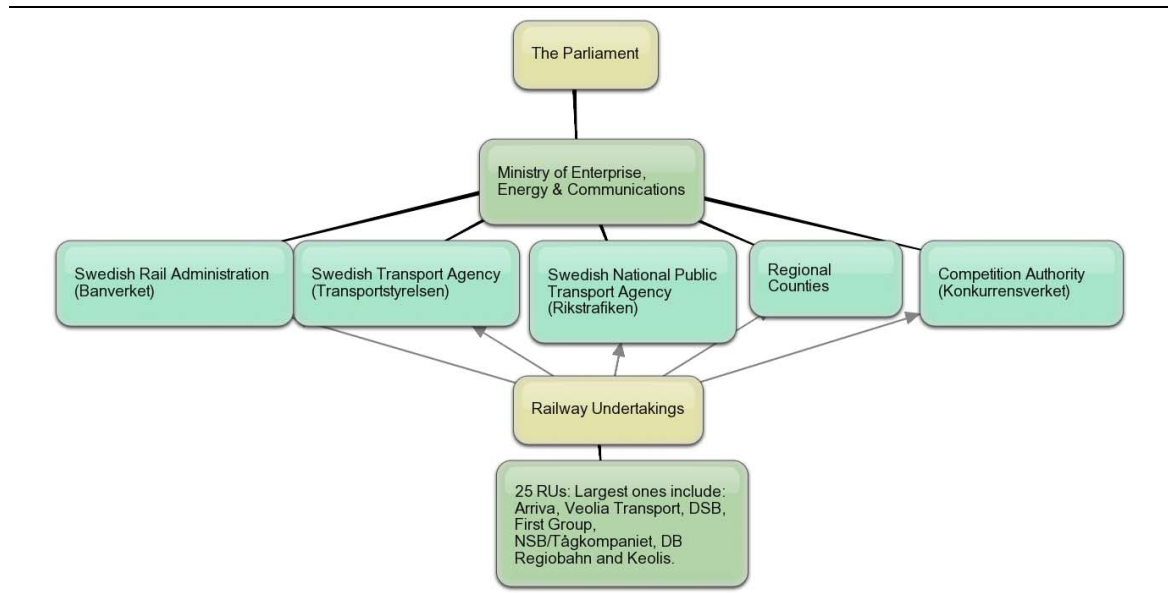 The Parliament
Ministry of Enterprise,
Energy & Communications
Swedish Rail Administration
(Banverket)
Swedish Transport Agency
(Transportstyrelsen)
Swedish National Public
Transport Agency
(Rikstrafiken)
Regional
Counties
Competition Authority
(Konkurrensverket)
Railway Undertakings
25 RUs: Largest ones include:
Arriva, Veolia Transport, DSB,
First Group,
NSB/Tågkompaniet, DB
Regiobahn and Keolis.